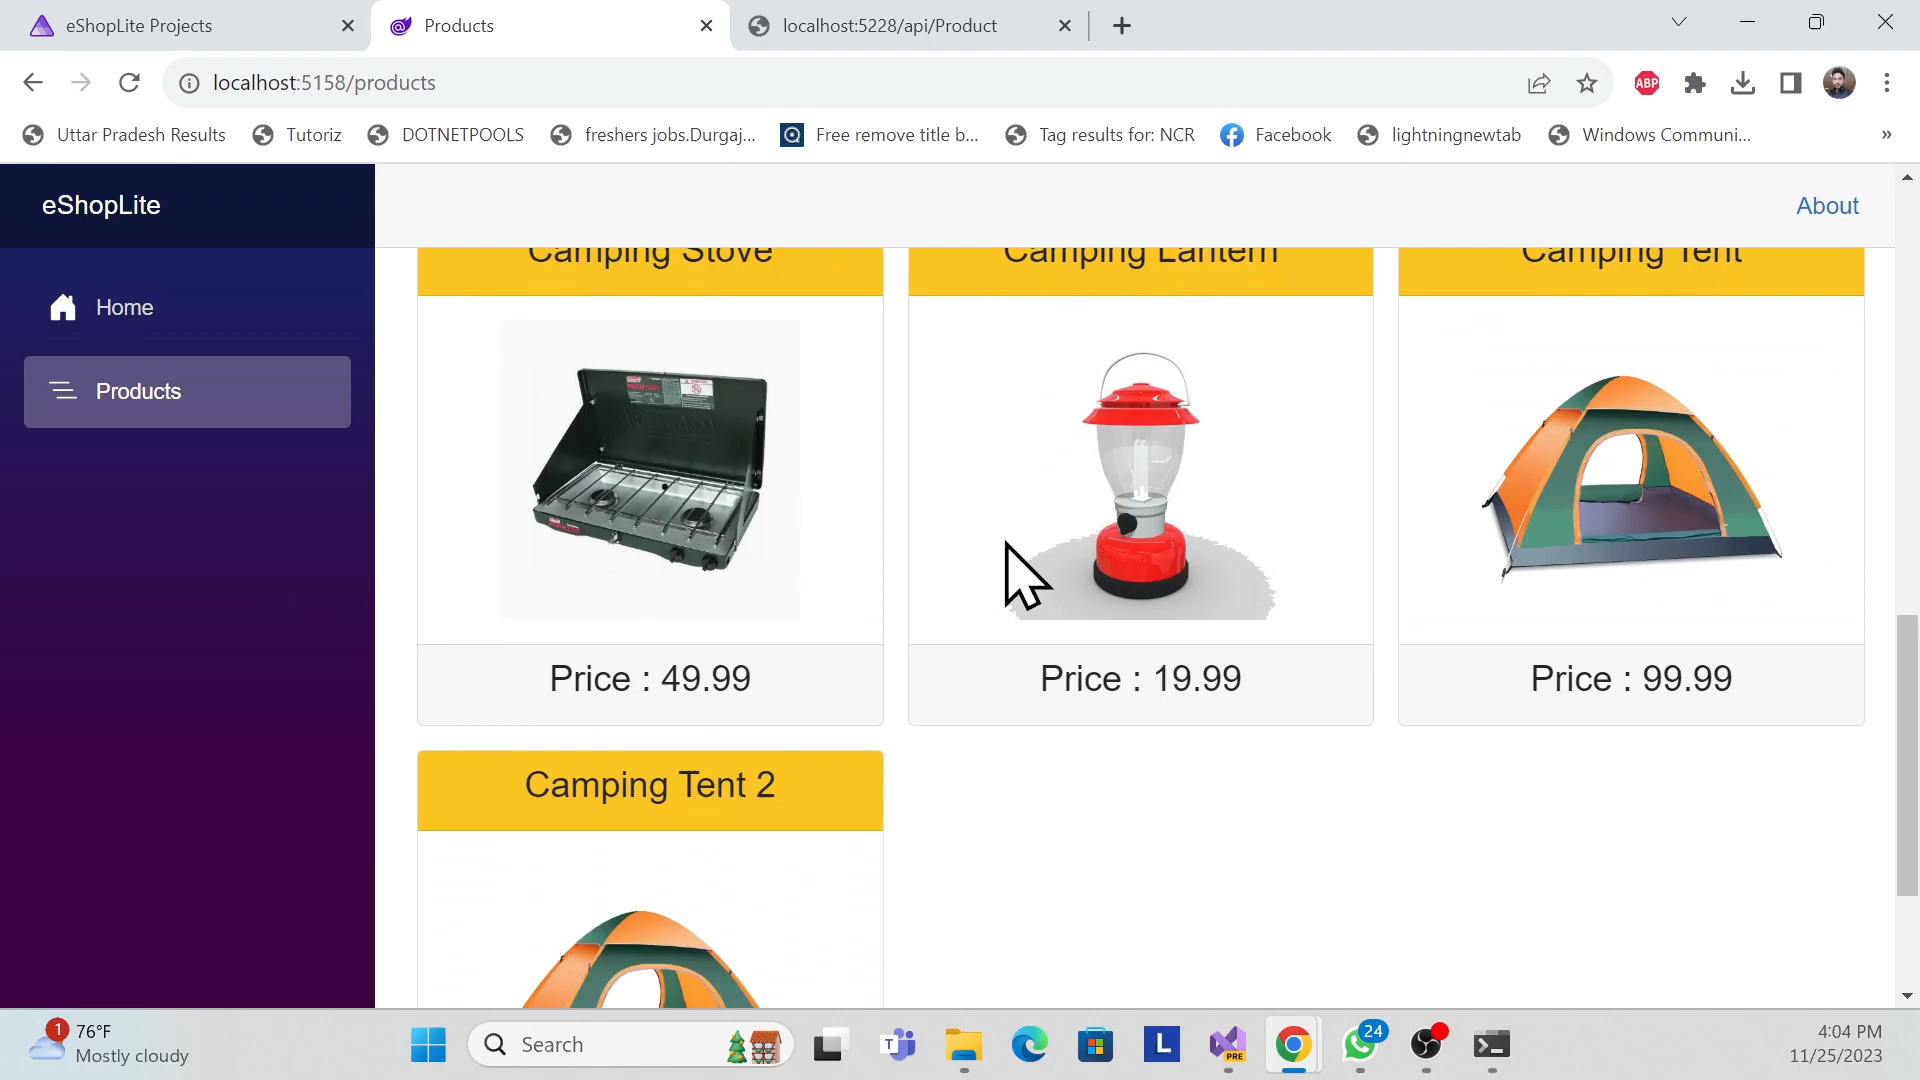 eShopLite Projects
Products
localhost:5228/api/Product
localhost:5158/products
ABP
Uttar Pradesh Results
Tutoriz
DOTNETPOOLS
freshers jobs.Durgaj...
Free remove title b...
Tag results for: NCR
Facebook
lightningnewtab
Windows Communi...
»
eShopLite
About
Home
Products
Camping Stove
Camping Lantern
Camping Tent
Price : 49.99
Price : 19.99
Price : 99.99
Camping Tent 2
1
76°F
Mostly cloudy
Search
T
L
PRE
24
4:04 PM
11/25/2023